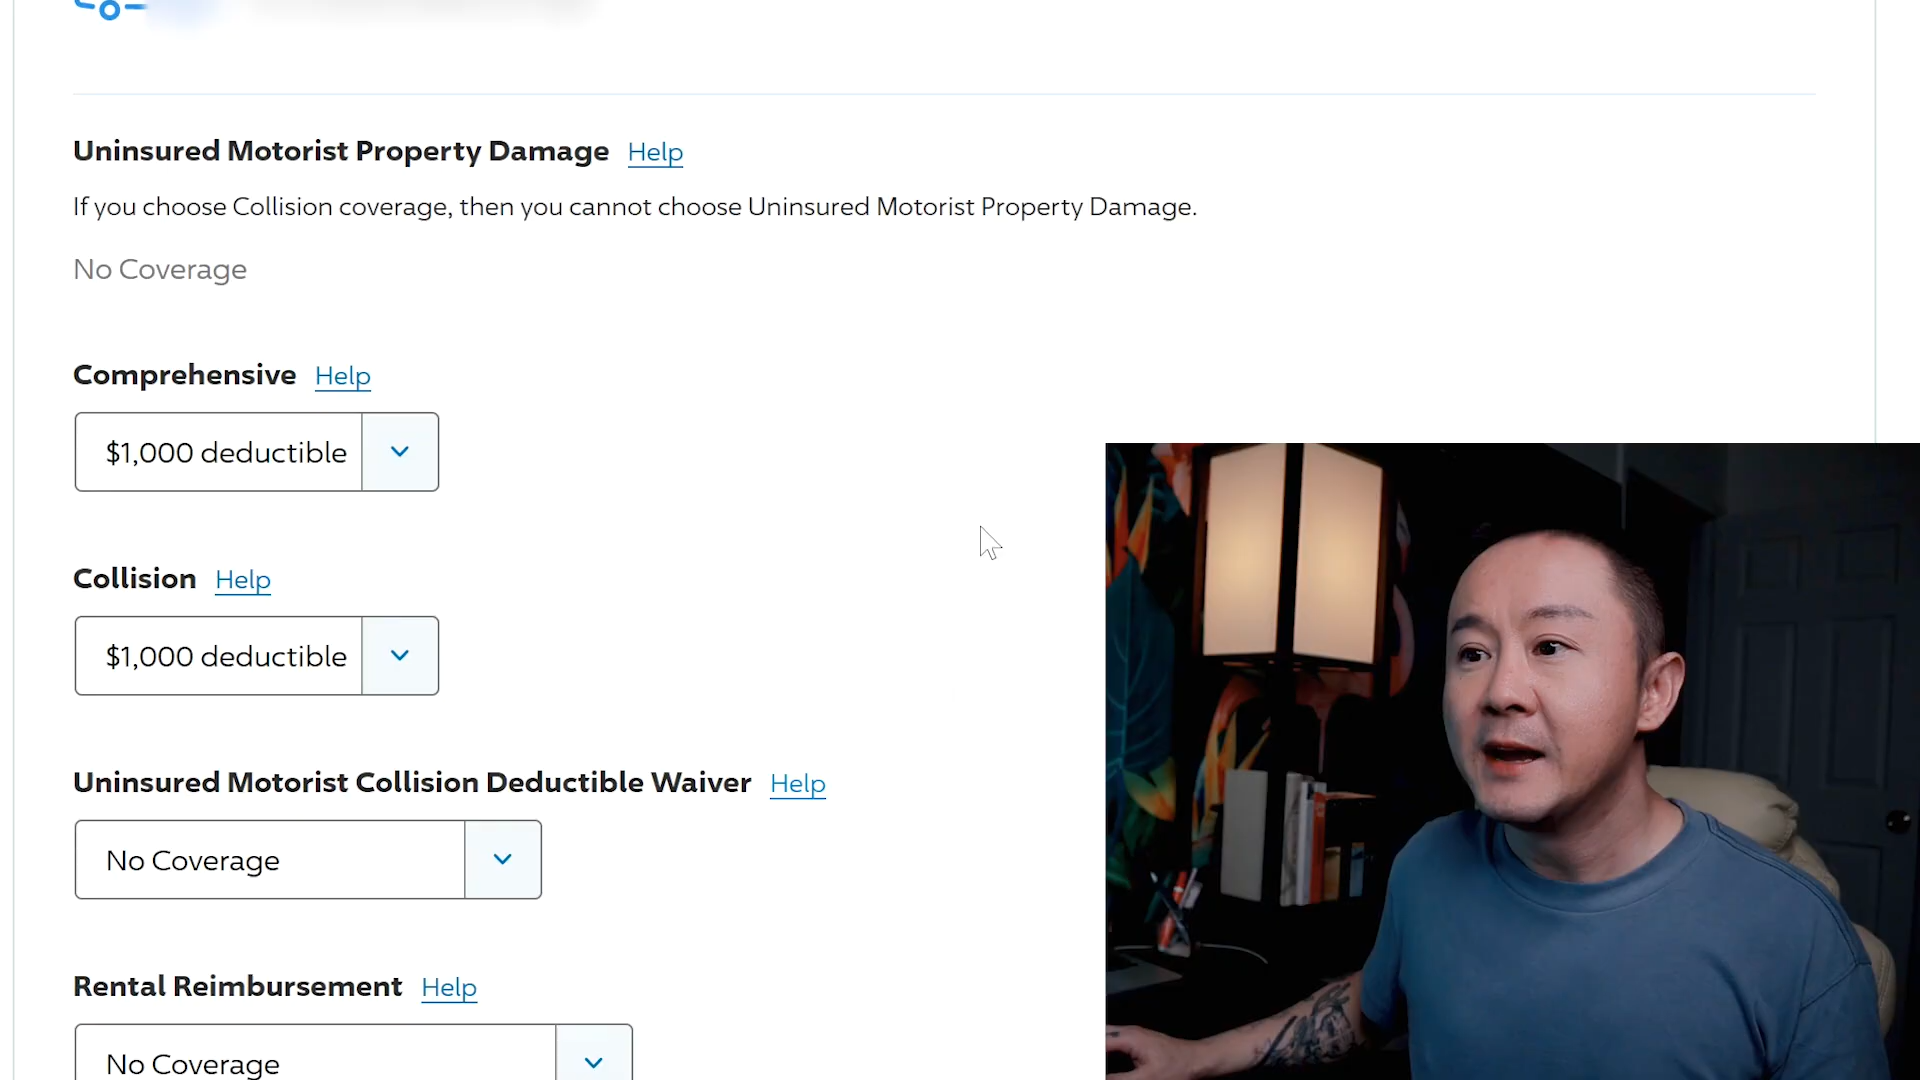 Uninsured Motorist Property Damage Help
If you choose Collision coverage, then you cannot choose Uninsured Motorist Property Damage.
No Coverage
Comprehensive Help
$1,000 deductible
Collision Help
$1,000 deductible
Uninsured Motorist Collision Deductible Waiver Help
No Coverage
Rental Reimbursement Help
No Coverage